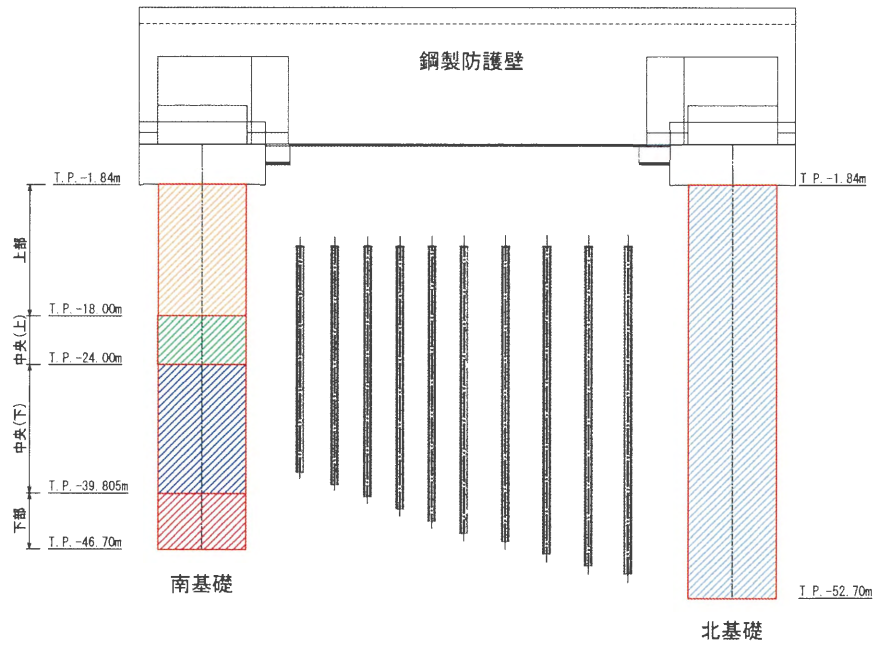 鋼製防護壁
T.P.-1.84m
T.P.-1.84m
上部
T.P.-18.00m
中央(上)
T.P.-24.00m
中央(下)
T.P.-39.805m
下部
T.P.-46.70m
南基礎
T.P.-52.70m
北基礎